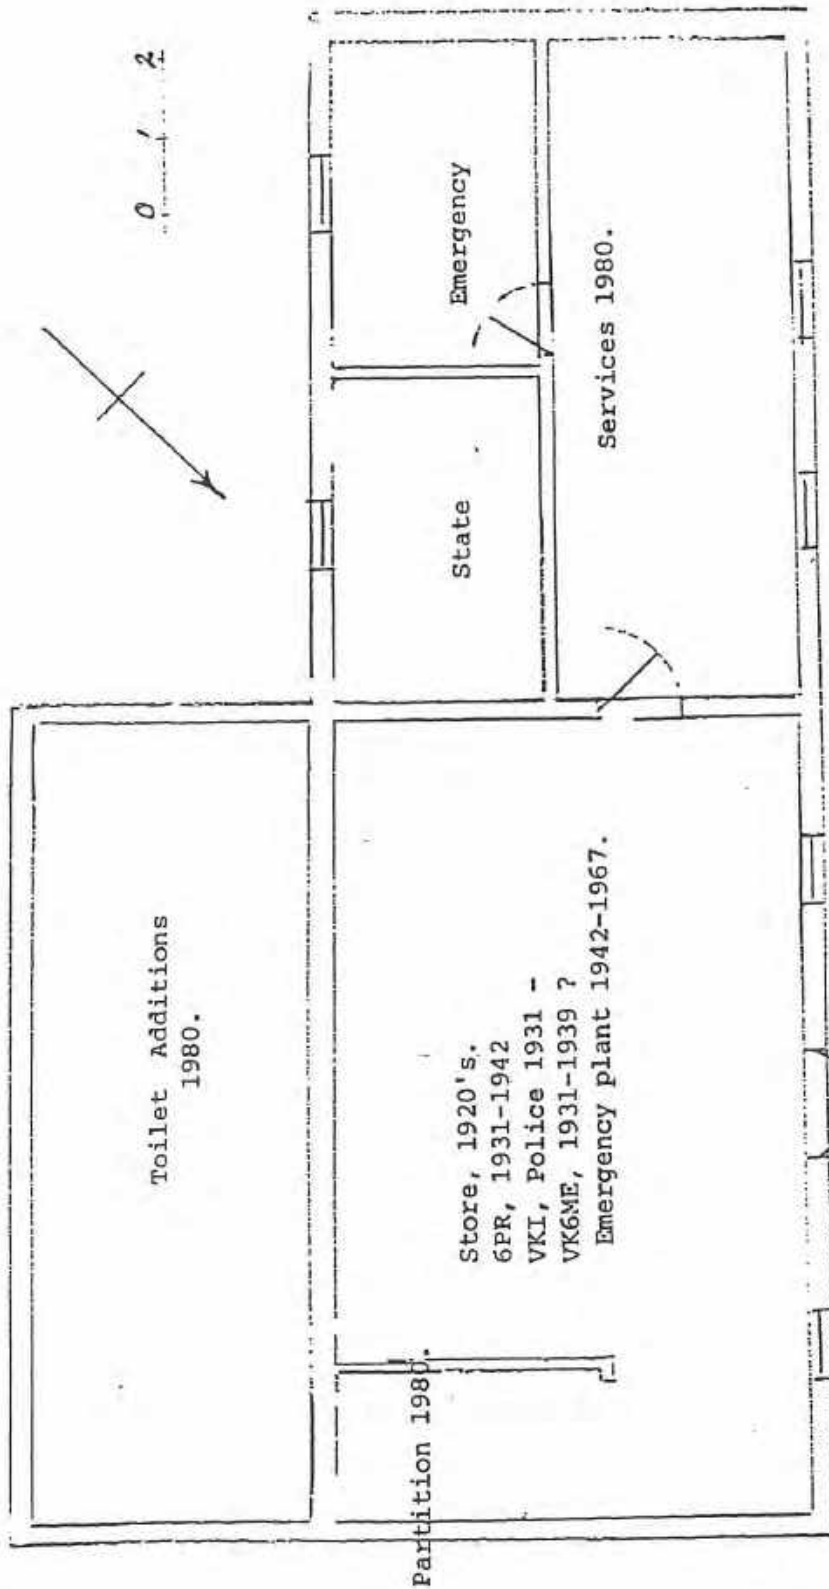 Toilet Additions
1980.
Partition 1980.
Store, 1920's.
6PR, 1931-1942
VKI, Police 1931 -
VK6ME, 1931-1939 ?
Emergency plant 1942-1967.
State Emergency
Services 1980.
0 1 2